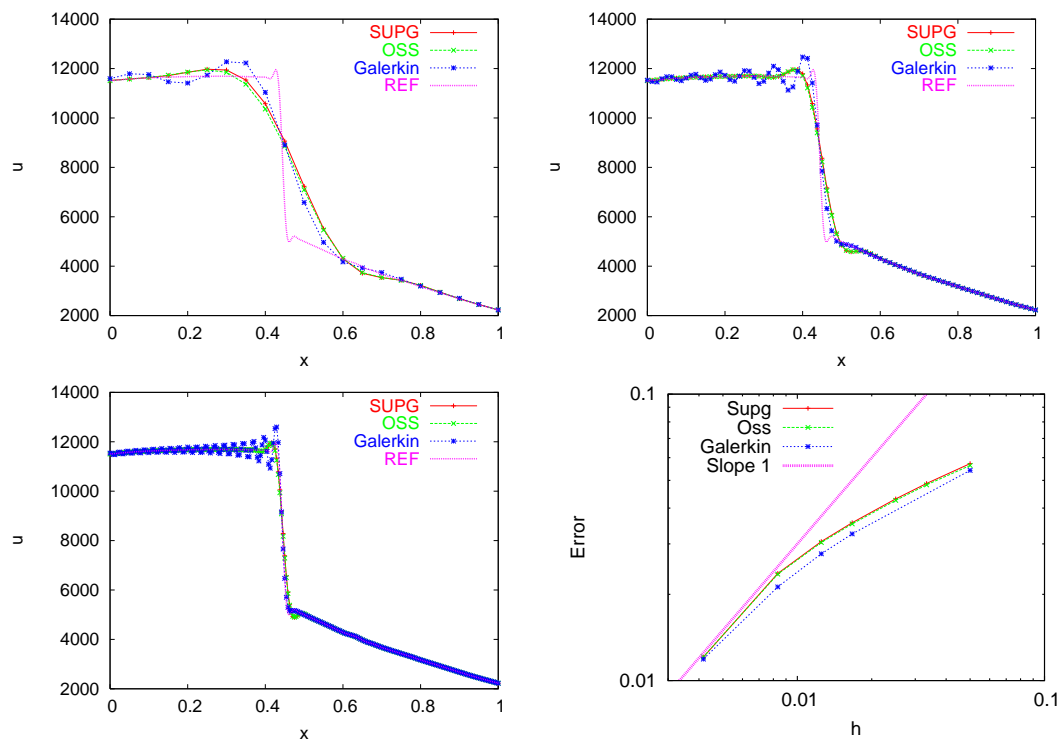 14000
12000
10000
8000
6000
4000
2000
0
0.2
0.4
0.6
0.8
1
x
u
SUPG
OSS
Galerkin
REF
14000
12000
10000
8000
6000
4000
2000
0
0.2
0.4
0.6
0.8
1
x
u
SUPG
OSS
Galerkin
REF
14000
12000
10000
8000
6000
4000
2000
0
0.2
0.4
0.6
0.8
1
x
u
SUPG
OSS
Galerkin
REF
0.1
0.01
0.01
0.1
h
Error
Supg
Oss
Galerkin
Slope 1